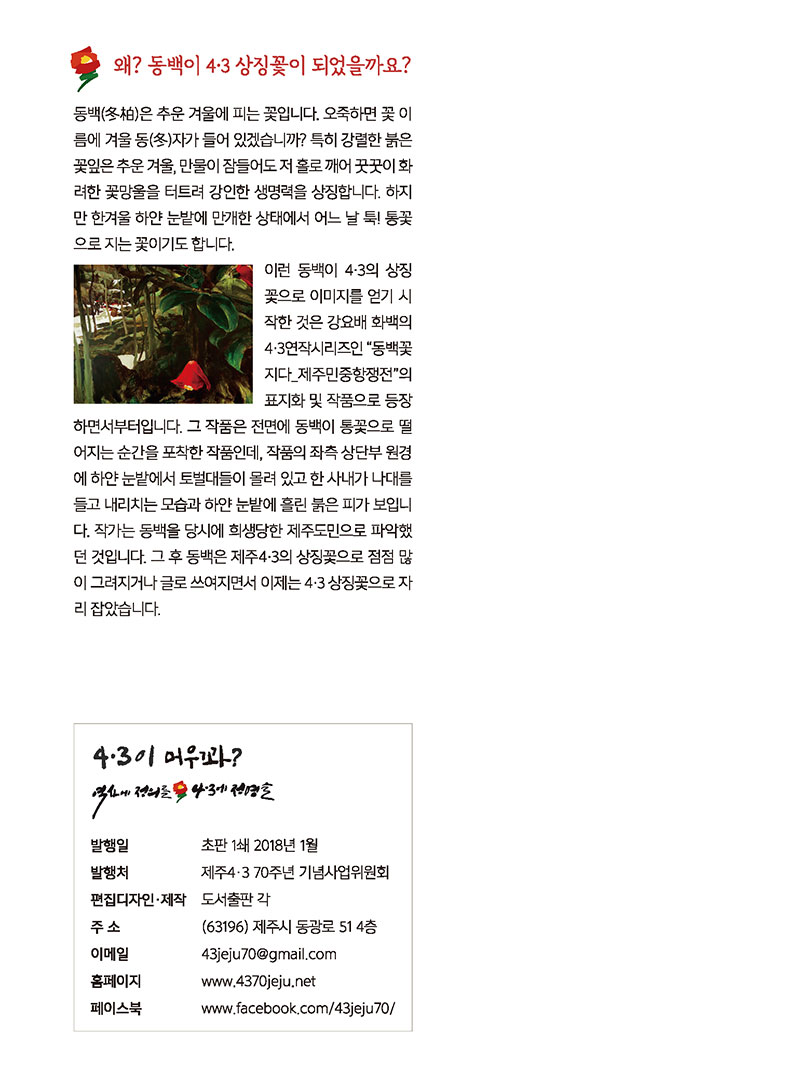 왜? 동백이 4·3 상징꽃이 되었을까요?
동백(冬柏)은 추운 겨울에 피는 꽃입니다. 오죽하면 꽃 이
름에 겨울 동(冬)자가 들어 있겠습니까? 특히 강렬한 붉은
꽃잎은 추운 겨울, 만물이 잠들어도 저 홀로 깨어 꿋꿋이 화
려한 꽃망울을 터트려 강인한 생명력을 상징합니다. 하지
만 한겨울 하얀 눈밭에 만개한 상태에서 어느 날 툭! 통꽃
으로 지는 꽃이기도 합니다.
이런 동백이 4·3의 상징
꽃으로 이미지를 얻기 시
작한 것은 강요배 화백의
4·3연작시리즈인 “동백꽃
지다_제주민중항쟁전”의
표지화 및 작품으로 등장
하면서부터입니다. 그 작품은 전면에 동백이 통꽃으로 떨
어지는 순간을 포착한 작품인데, 작품의 좌측 상단부 원경
에 하얀 눈밭에서 토벌대들이 몰려 있고 한 사내가 나대를
들고 내리치는 모습과 하얀 눈밭에 흘린 붉은 피가 보입니
다. 작가는 동백을 당시에 희생당한 제주도민으로 파악했
던 것입니다. 그 후 동백은 제주4·3의 상징꽃으로 점점 많
이 그려지거나 글로 쓰여지면서 이제는 4·3 상징꽃으로 자
리 잡았습니다.
4·3이 머우꽈?
역사에 정의를 4·3에 정명을
발행일 초판 1쇄 2018년 1월
발행처 제주4·3 70주년 기념사업위원회
편집디자인·제작 도서출판 각
주 소 (63196) 제주시 동광로 51 4층
이메일 43jeju70@gmail.com
홈페이지 www.4370jeju.net
페이스북 www.facebook.com/43jeju70/